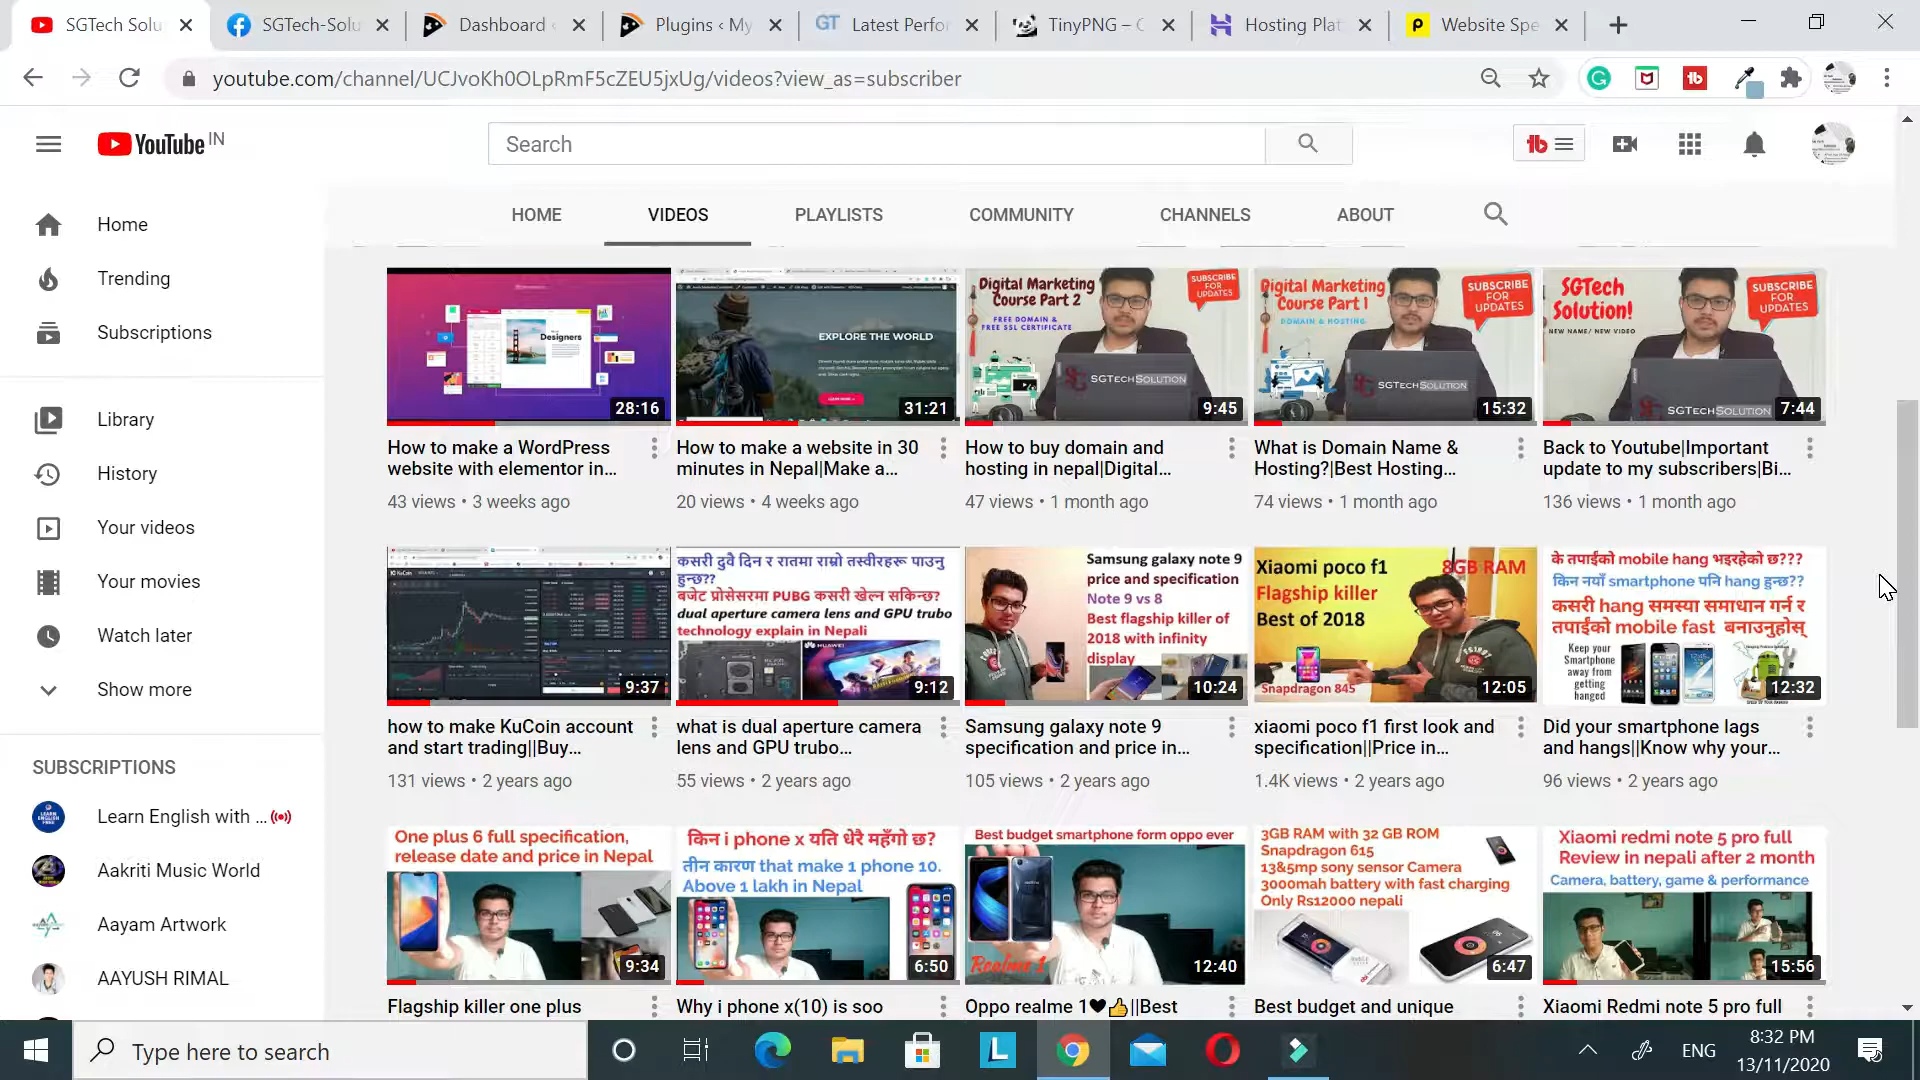 SGTech Solu
SGTech-Solu
Dashboard
Plugins ‹ My
Latest Perfo
TinyPNG – C
Hosting Plat
Website Spe
youtube.com/channel/UCJvoKh0OLpRmF5cZEU5jxUg/videos?view_as=subscriber
YouTube IN
Search
HOME
VIDEOS
PLAYLISTS
COMMUNITY
CHANNELS
ABOUT
Home
Trending
Subscriptions
Library
History
Your videos
Your movies
Watch later
Show more
SUBSCRIPTIONS
Learn English with ...
Aakriti Music World
Aayam Artwork
AAYUSH RIMAL
Designers
28:16
How to make a WordPress
website with elementor in...
43 views • 3 weeks ago
EXPLORE THE WORLD
31:21
How to make a website in 30
minutes in Nepal|Make a...
20 views • 4 weeks ago
Digital Marketing
Course Part 2
FREE DOMAIN &
FREE SSL CERTIFICATE
SUBSCRIBE
FOR UPDATES
SGTECHSOLUTION
9:45
How to buy domain and
hosting in nepal|Digital...
47 views • 1 month ago
Digital Marketing
Course Part 1
DOMAIN & HOSTING
SUBSCRIBE
FOR
UPDATES
SGTECHSOLUTION
15:32
What is Domain Name &
Hosting?|Best Hosting...
74 views • 1 month ago
SGTech
Solution!
NEW NAME/ NEW VIDEO
SUBSCRIBE
FOR
UPDATES
SGTECHSOLUTION
7:44
Back to Youtube|Important
update to my subscribers|Bi...
136 views • 1 month ago
KuCoin
9:37
how to make KuCoin account
and start trading||Buy...
131 views • 2 years ago
कसरी दुवै दिन र रातमा राम्रो तस्वीरहरू पाउनु
हुन्छ??
बजेट प्रोसेसरमा PUBG कसरी खेल्न सकिन्छ?
dual aperture camera lens and GPU trubo
technology explain in Nepali
HUAWEI
9:12
what is dual aperture camera
lens and GPU trubo...
55 views • 2 years ago
Samsung galaxy note 9
price and specification
Note 9 vs 8
Best flagship killer of
2018 with infinity
display
10:24
Samsung galaxy note 9
specification and price in...
105 views • 2 years ago
Xiaomi poco f1
8GB RAM
Flagship killer
Best of 2018
Snapdragon 845
12:05
xiaomi poco f1 first look and
specification||Price in...
1.4K views • 2 years ago
के तपाईंको mobile hang भइरहेको छ???
किन नयाँ smartphone पनि hang हुन्छ??
कसरी hang समस्या समाधान गर्न र
तपाईंको mobile fast बनाउनुहोस्
Keep your
Smartphone
away from
getting
hanged
12:32
Did your smartphone lags
and hangs||Know why your...
96 views • 2 years ago
One plus 6 full specification,
release date and price in Nepal
9:34
Flagship killer one plus
किन i phone x यति धेरै महँगो छ?
तीन कारण that make 1 phone 10.
Above 1 lakh in Nepal
6:50
Why i phone x(10) is soo
Best budget smartphone form oppo ever
Realme 1
12:40
Oppo realme 1🖤👍||Best
3GB RAM with 32 GB ROM
Snapdragon 615
13&5mp sony sensor Camera
3000mah battery with fast charging
Only Rs12000 nepali
6:47
Best budget and unique
Xiaomi redmi note 5 pro full
Review in nepali after 2 month
Camera, battery, game & performance
15:56
Xiaomi Redmi note 5 pro full
Type here to search
ENG
8:32 PM
13/11/2020